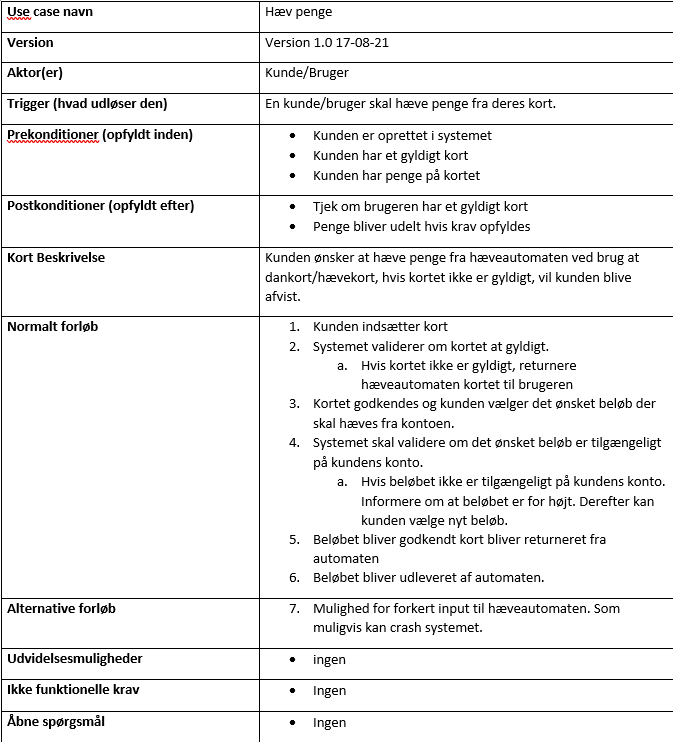 Use case navn
Hæv penge
Version
Version 1.0 17-08-21
Aktor(er)
Kunde/Bruger
Trigger (hvad udløser den)
En kunde/bruger skal hæve penge fra deres kort.
Prekonditioner (opfyldt inden)
• Kunden er oprettet i systemet
• Kunden har et gyldigt kort
• Kunden har penge på kortet
Postkonditioner (opfyldt efter)
• Tjek om brugeren har et gyldigt kort
• Penge bliver udelt hvis krav opfyldes
Kort Beskrivelse
Kunden ønsker at hæve penge fra hæveautomaten ved brug at
dankort/hævekort, hvis kortet ikke er gyldigt, vil kunden blive
afvist.
Normalt forløb
1. Kunden indsætter kort
2. Systemet validerer om kortet at gyldigt.
a. Hvis kortet ikke er gyldigt, returnere
hæveautomaten kortet til brugeren
3. Kortet godkendes og kunden vælger det ønsket beløb der
skal hæves fra kontoen.
4. Systemet skal validere om det ønsket beløb er tilgængeligt
på kundens konto.
a. Hvis beløbet ikke er tilgængeligt på kundens konto.
Informere om at beløbet er for højt. Derefter kan
kunden vælge nyt beløb.
5. Beløbet bliver godkendt kort bliver returneret fra
automaten
6. Beløbet bliver udleveret af automaten.
Alternative forløb
7. Mulighed for forkert input til hæveautomaten. Som
muligvis kan crash systemet.
Udvidelsesmuligheder
• ingen
Ikke funktionelle krav
• Ingen
Åbne spørgsmål
• Ingen